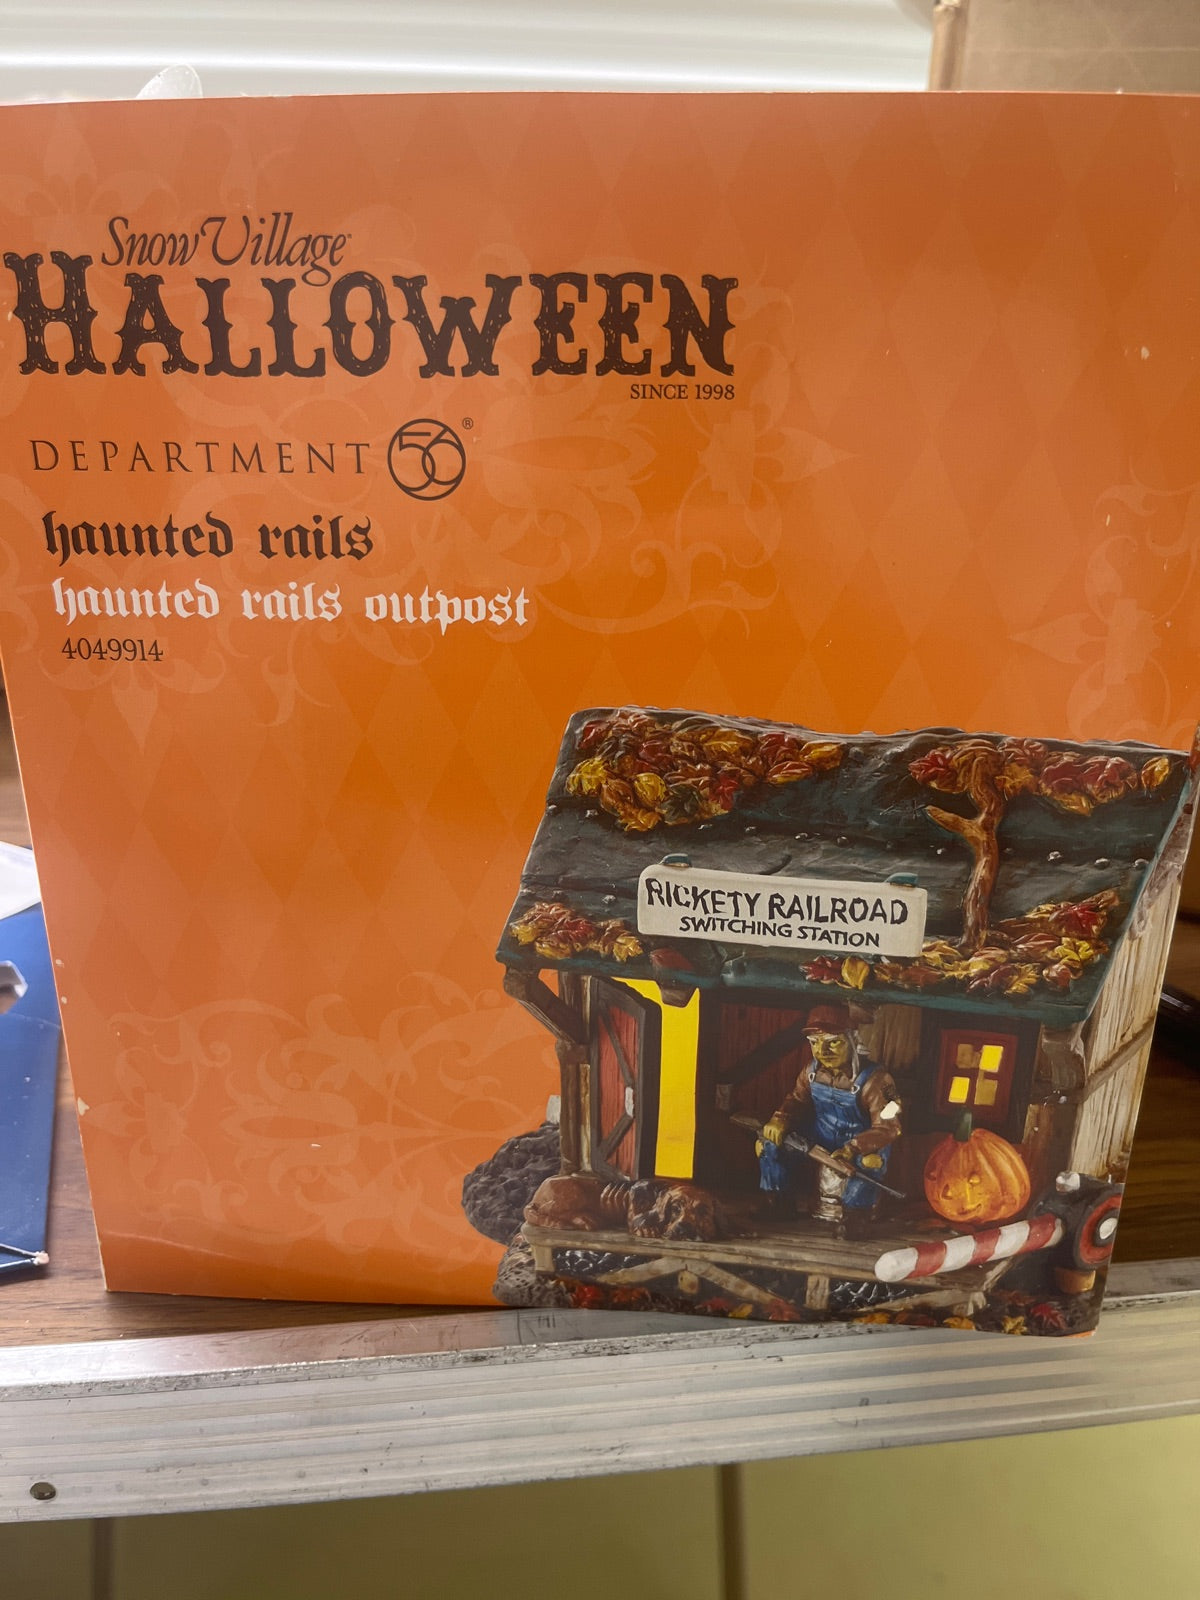 Snow Village
HALLOWEEN
SINCE 1998
DEPARTMENT 56®
haunted rails
haunted rails outpost
4049914
RICKETY RAILROAD
SWITCHING STATION